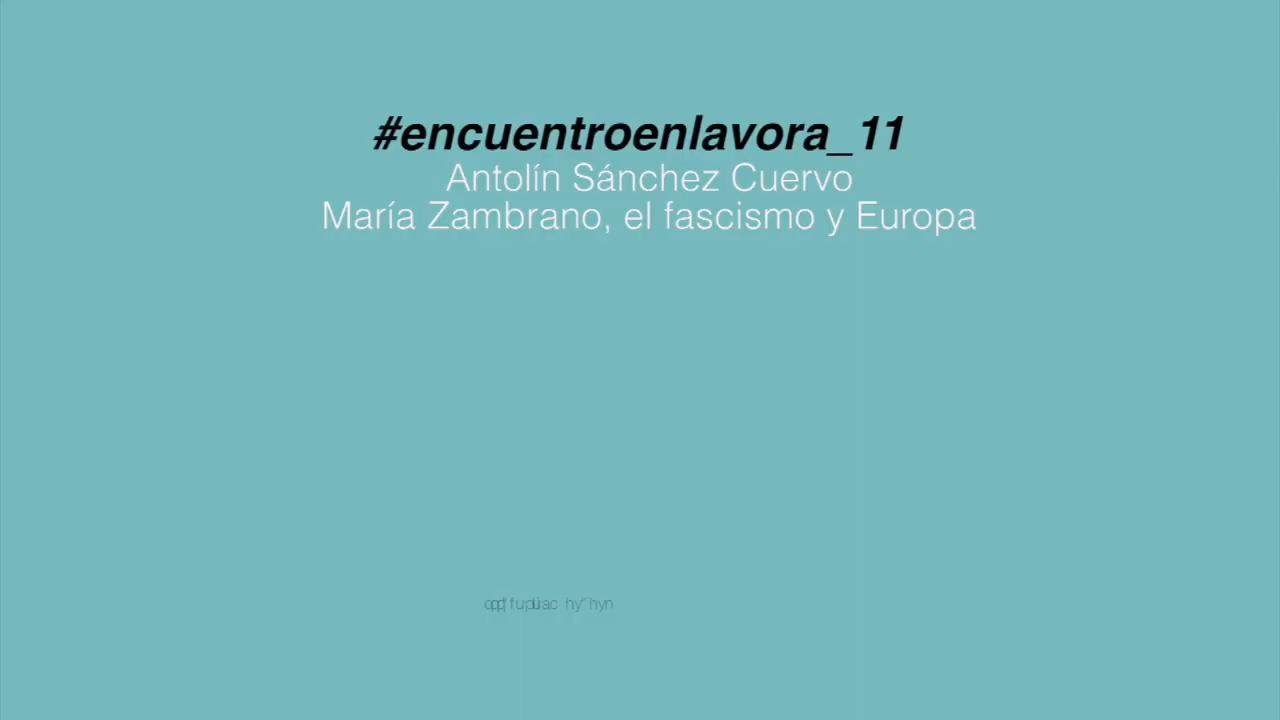 #encuentroenlavora_11
Antolín Sánchez Cuervo
María Zambrano, el fascismo y Europa